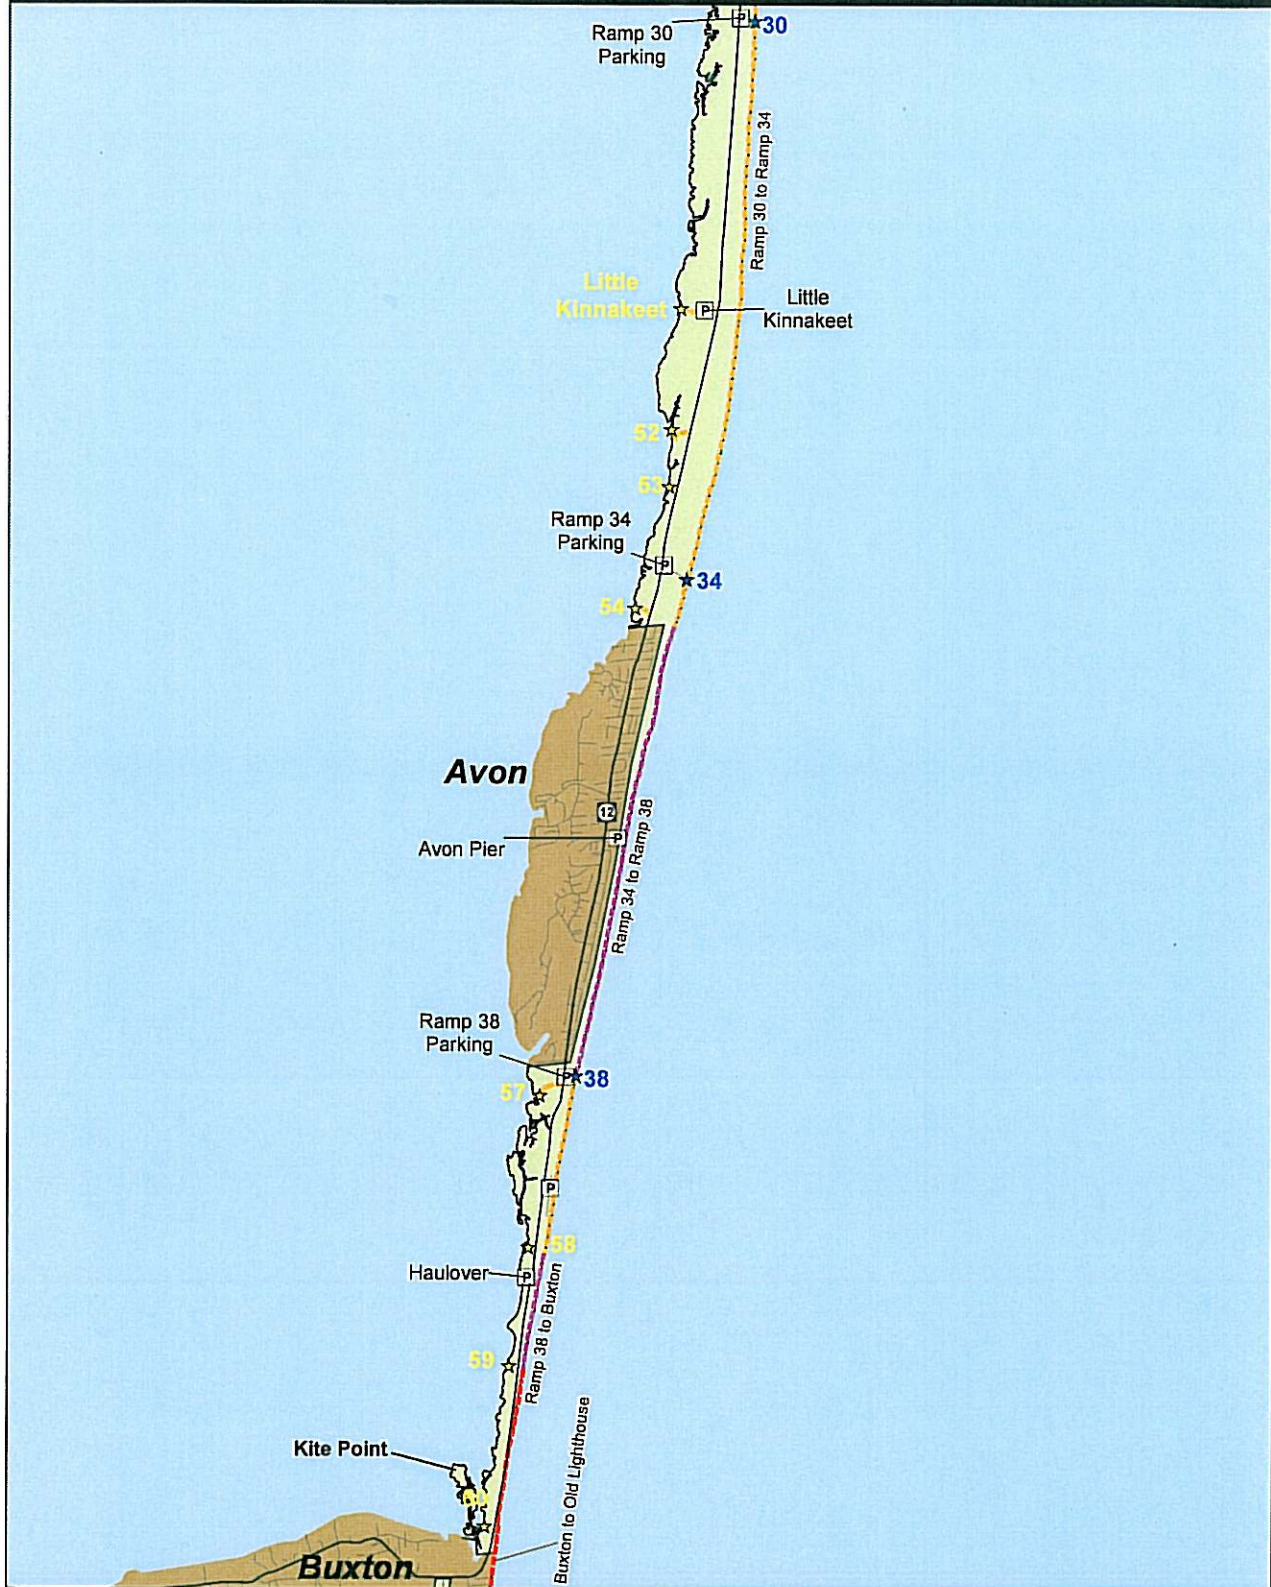 Ramp 30
Parking
P
30
Ramp 30 to Ramp 34
Little
Kinnakeet
P
Little
Kinnakeet
52
53
Ramp 34
Parking
P
34
54
Avon
12
Avon Pier
P
Ramp 34 to Ramp 38
Ramp 38
Parking
P
38
57
P
58
Haulover
P
Ramp 38 to Buxton
59
Kite Point
60
Buxton to Old Lighthouse
Buxton